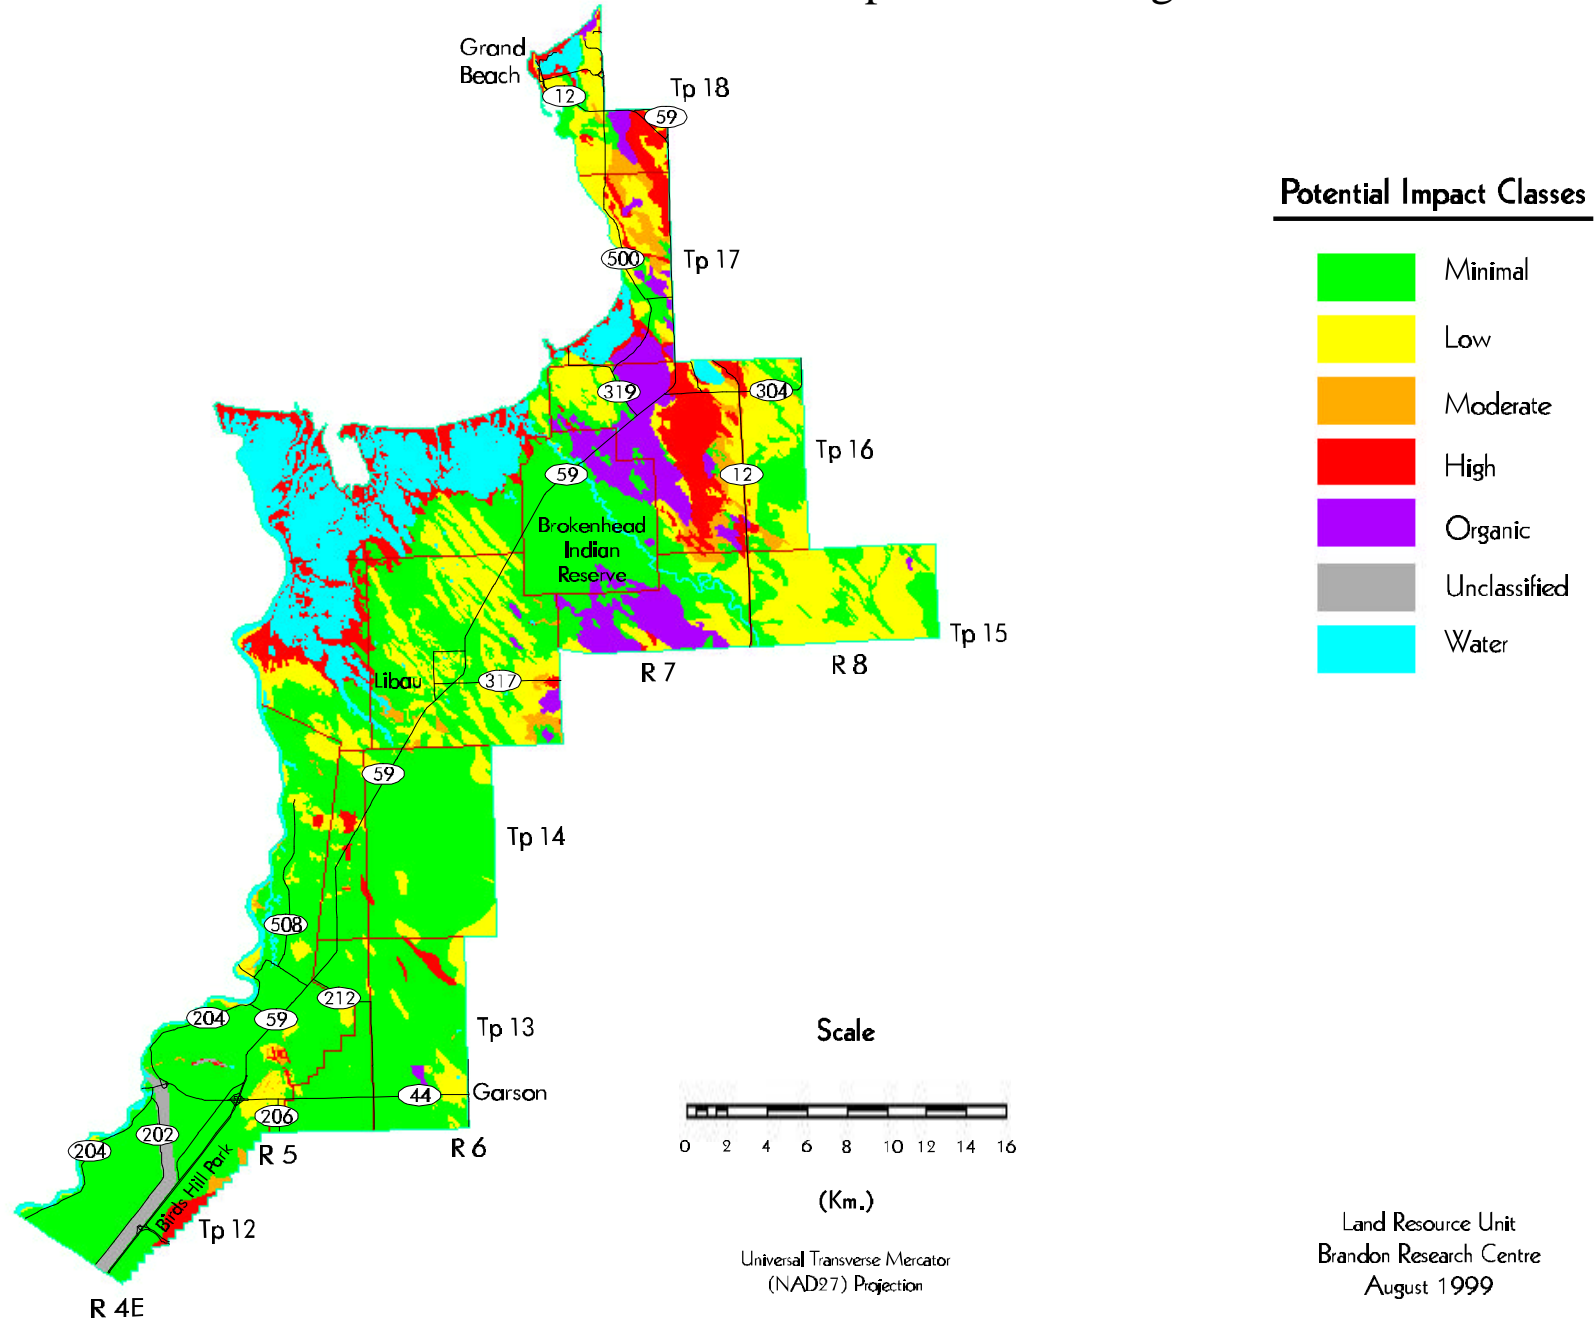 Grand
Beach
12
Tp 18
59
Potential Impact Classes
500
Tp 17
Minimal
Low
319
304
Moderate
Tp 16
59
12
High
Brokenhead
Indian
Reserve
Organic
Unclassified
Tp 15
Water
R 7
R 8
Libau
317
59
Tp 14
508
212
204
59
Tp 13
Scale
44
Garson
206
202
204
R 5
R 6
Birds Hill Park
0 2 4 6 8 10 12 14 16
(Km.)
Tp 12
Universal Transverse Mercator
(NAD27) Projection
Land Resource Unit
Brandon Research Centre
August 1999
R 4E